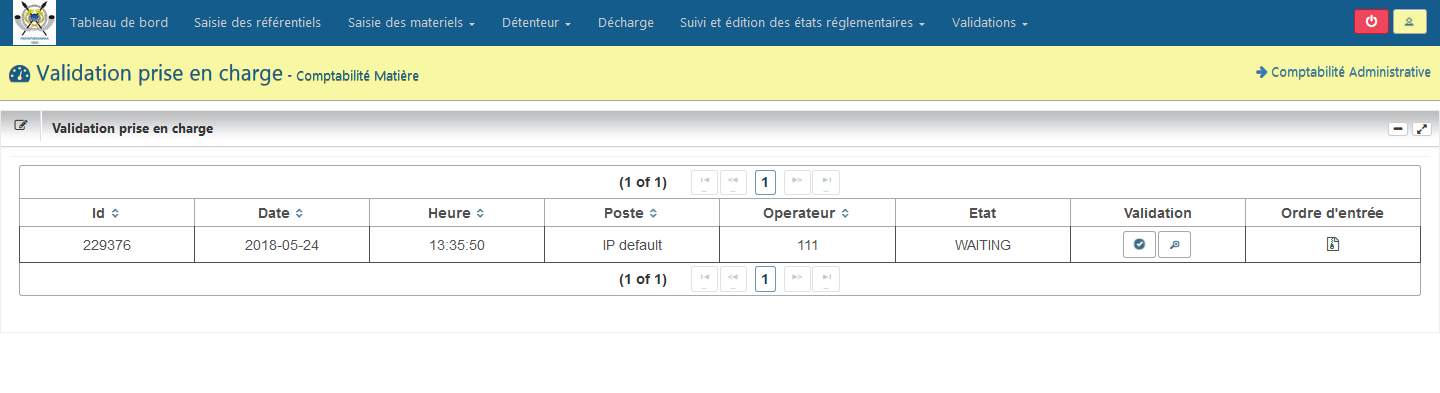 Tableau de bord Saisie des référentiels Saisie des materiels Détenteur Décharge Suivi et édition des états réglementaires Validations
Validation prise en charge - Comptabilité Matière Comptabilité Administrative
Validation prise en charge
(1 of 1) 1
Id Date Heure Poste Operateur Etat Validation Ordre d'entrée
229376 2018-05-24 13:35:50 IP default 111 WAITING
(1 of 1) 1